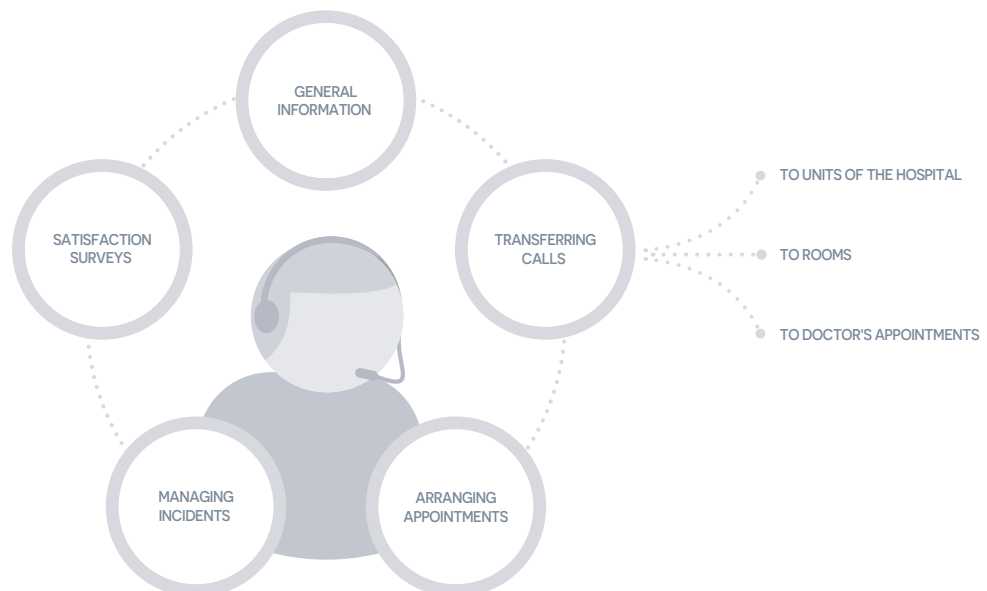 GENERAL
INFORMATION
SATISFACTION
SURVEYS
TRANSFERRING
CALLS
TO UNITS OF THE HOSPITAL
TO ROOMS
TO DOCTOR'S APPOINTMENTS
MANAGING
INCIDENTS
ARRANGING
APPOINTMENTS